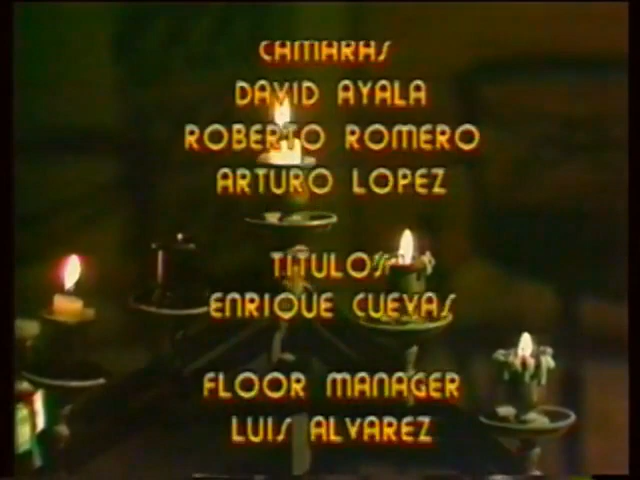 CAMARAS
DAVID AYALA
ROBERTO ROMERO
ARTURO LOPEZ
TITULOS
ENRIQUE CUEVAS
FLOOR MANAGER
LUIS ALVAREZ